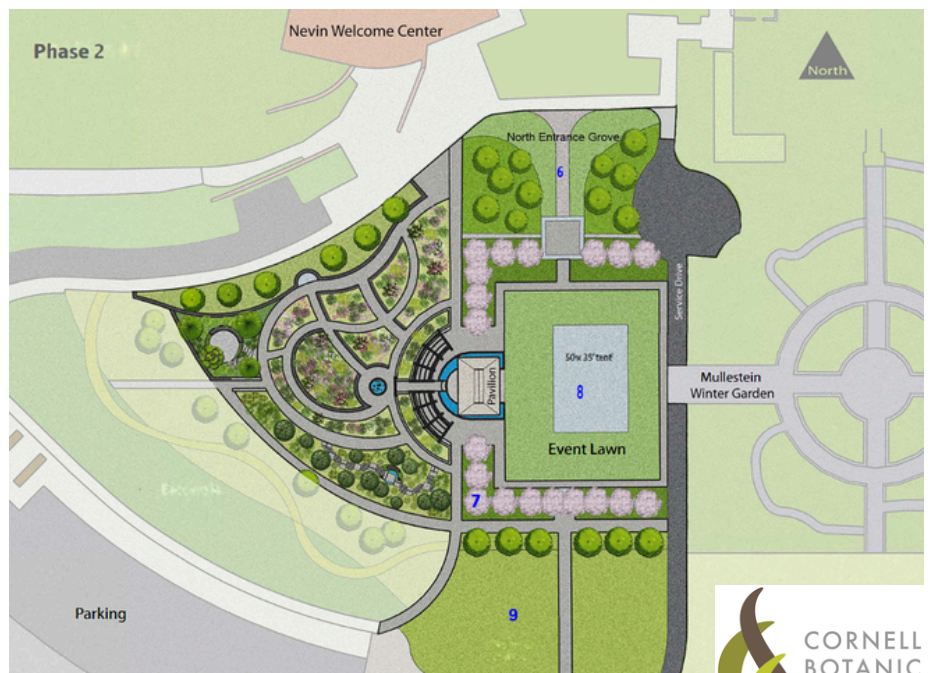 Nevin Welcome Center
Phase 2
North
North Entrance Grove
6
Service Drive
50'x 35' tent
8
Pavilion
Mullestein
Winter Garden
Event Lawn
7
9
Parking
CORNELL
BOTANIC